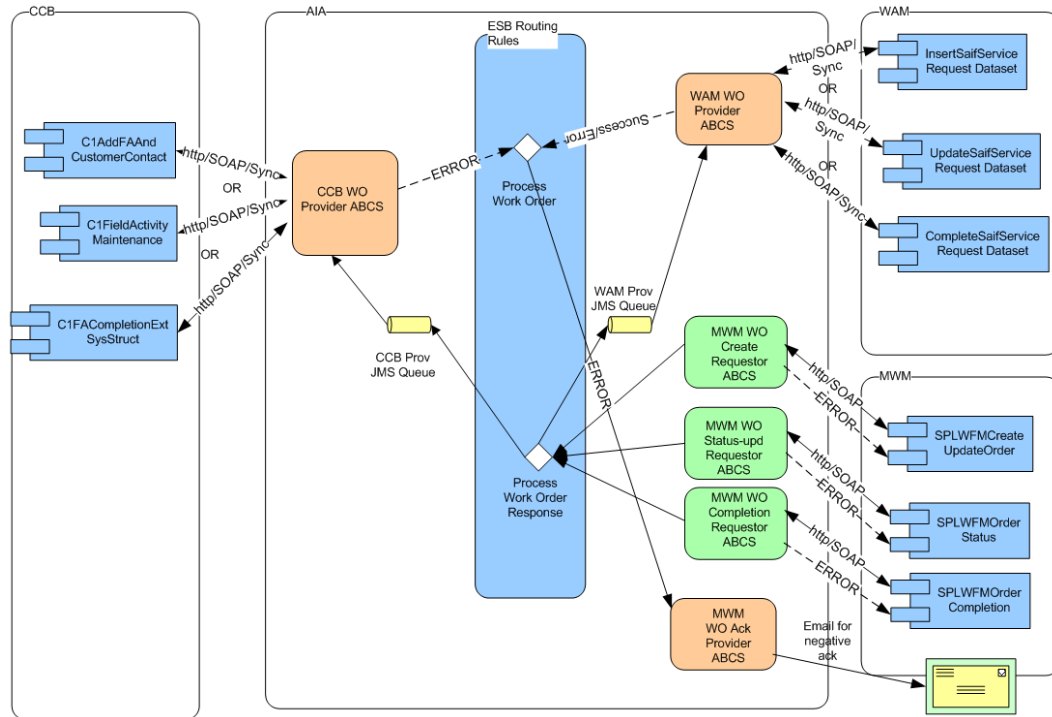 CCB
AIA
WAM
ESB Routing
Rules
C1AddFAAnd
CustomerContact
C1FieldActivity
Maintenance
C1FACompletionExt
SysStruct
http/SOAP/Sync
OR
http/SOAP/Sync
OR
http/SOAP/Sync
CCB WO
Provider ABCS
ERROR
Process
Work Order
Success/Error
WAM WO
Provider
ABCS
http/SOAP/
Sync
OR
http/SOAP/
Sync
OR
http/SOAP/Sync
InsertSaifService
Request Dataset
UpdateSaifService
Request Dataset
CompleteSaifService
Request Dataset
CCB Prov
JMS Queue
WAM Prov
JMS Queue
ERROR
Process
Work Order
Response
MWM WO
Create
Requestor
ABCS
MWM WO
Status-upd
Requestor
ABCS
MWM WO
Completion
Requestor
ABCS
MWM
WO Ack
Provider
ABCS
MWM
http/SOAP
ERROR
http/SOAP
ERROR
http/SOAP
ERROR
SPLWFMCreate
UpdateOrder
SPLWFMOrder
Status
SPLWFMOrder
Completion
Email for
negative
ack